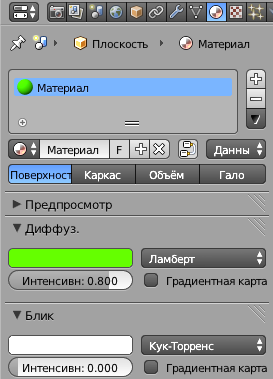 Плоскость Материал
Материал
Материал F Данны
Поверхност Каркас Объём Гало
Предпросмотр
Диффуз.
Ламберт
Интенсивн: 0.800 Градиентная карта
Блик
Кук-Торренс
Интенсивн: 0.000 Градиентная карта